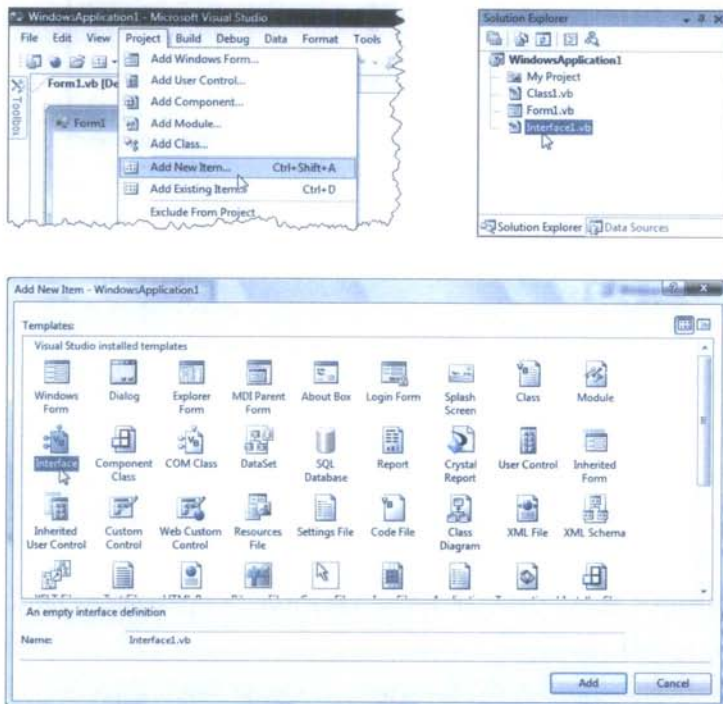 WindowsApplication1 - Microsoft Visual Studio
File Edit View Project Build Debug Data Format Tools
Add Windows Form...
Add User Control...
Add Component...
Add Module...
Add Class...
Add New Item... Ctrl+Shift+A
Add Existing Item... Ctrl+D
Exclude From Project
Toolbox
Form1.vb [De
Form1
Solution Explorer
WindowsApplication1
My Project
Class1.vb
Form1.vb
Interface1.vb
Solution Explorer Data Sources
Add New Item - WindowsApplication1
Templates:
Visual Studio installed templates
Windows Form
Dialog
Explorer Form
MDI Parent Form
About Box
Login Form
Splash Screen
Class
Module
Interface
Component Class
COM Class
DataSet
SQL Database
Report
Crystal Report
User Control
Inherited Form
Inherited User Control
Custom Control
Web Custom Control
Resources File
Settings File
Code File
Class Diagram
XML File
XML Schema
An empty interface definition
Name: Interface1.vb
Add Cancel